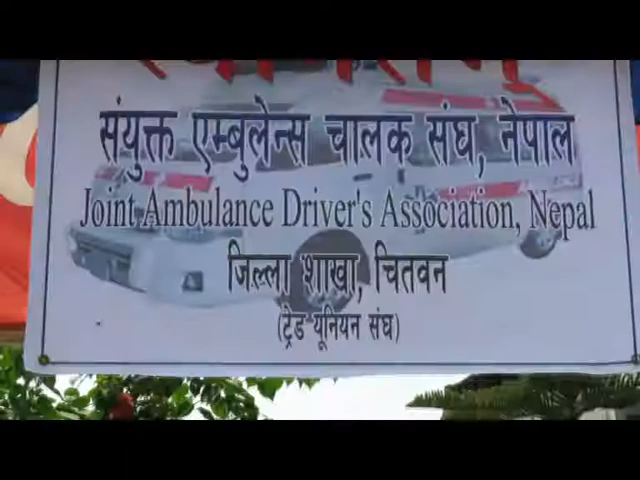 संयुक्त एम्बुलेन्स चालक संघ, नेपाल
Joint Ambulance Driver's Association, Nepal
जिल्ला शाखा, चितवन
(ट्रेड यूनियन संघ)